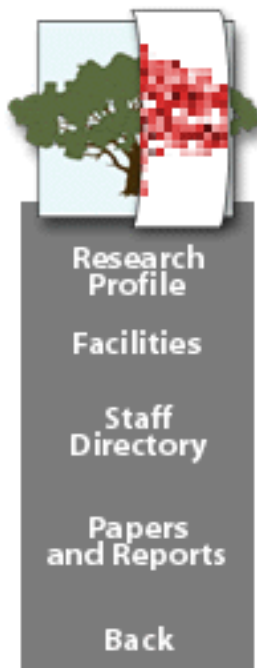 Research
Profile
Facilities
Staff
Directory
Papers
and Reports
Back